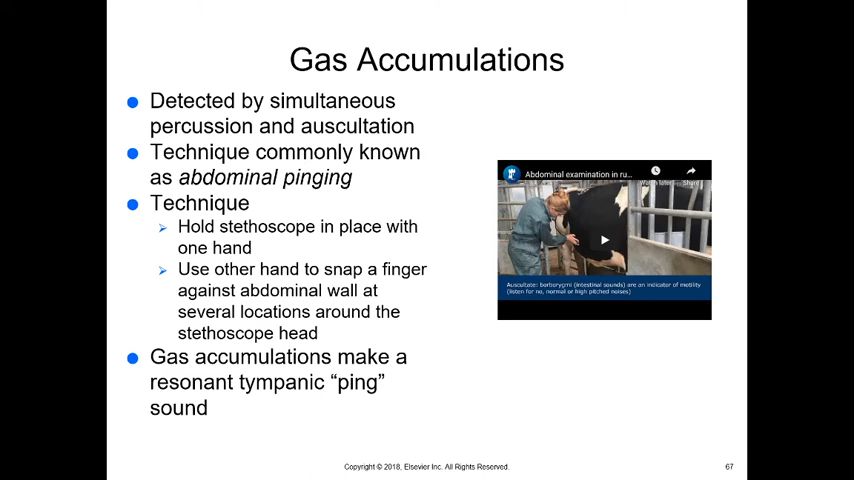 Gas Accumulations
Detected by simultaneous
percussion and auscultation
Technique commonly known
as abdominal pinging
Technique
Hold stethoscope in place with
one hand
Use other hand to snap a finger
against abdominal wall at
several locations around the
stethoscope head
Gas accumulations make a
resonant tympanic “ping”
sound
Abdominal examination in ru...
Watch later
Share
Auscultate: borborygmi (intestinal sounds) are an indicator of motility
(listen for no, normal or high pitched noises)
Copyright © 2018, Elsevier Inc. All Rights Reserved.
67